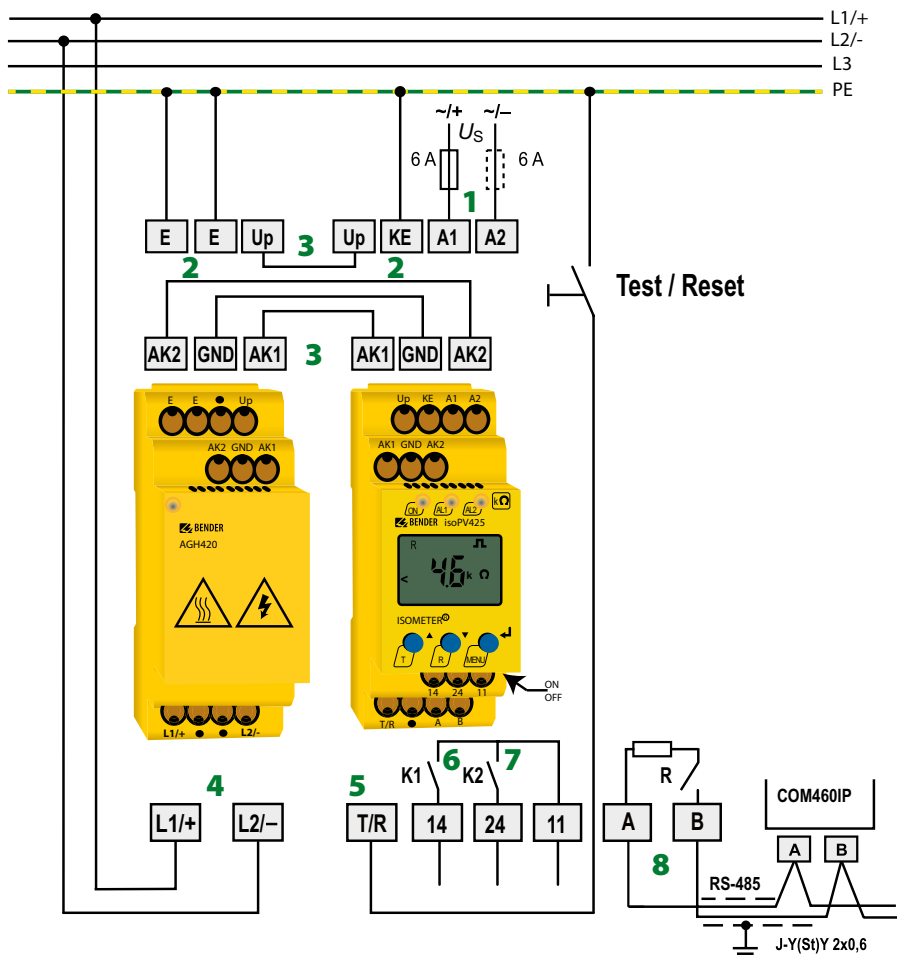 L1/+
L2/-
L3
PE
~/+ ~/–
US
6 A 6 A
1
E E Up 3 Up KE A1 A2
2 2
Test / Reset
AK2 GND AK1 3 AK1 GND AK2
E E Up
AK2 GND AK1
BENDER
AGH420
L1/+ L2/-
Up KE A1 A2
AK1 GND AK2
ON AL1 AL2 kΩ
BENDER isoPV425
R
< 4.6 k Ω
ISOMETER®
T R MENU
ON
OFF
14 24 11
T/R A B
4
L1/+ L2/–
5
T/R
K1 6 K2 7
14 24 11
R
A B
8
COM460IP
A B
RS-485
J-Y(St)Y 2x0,6